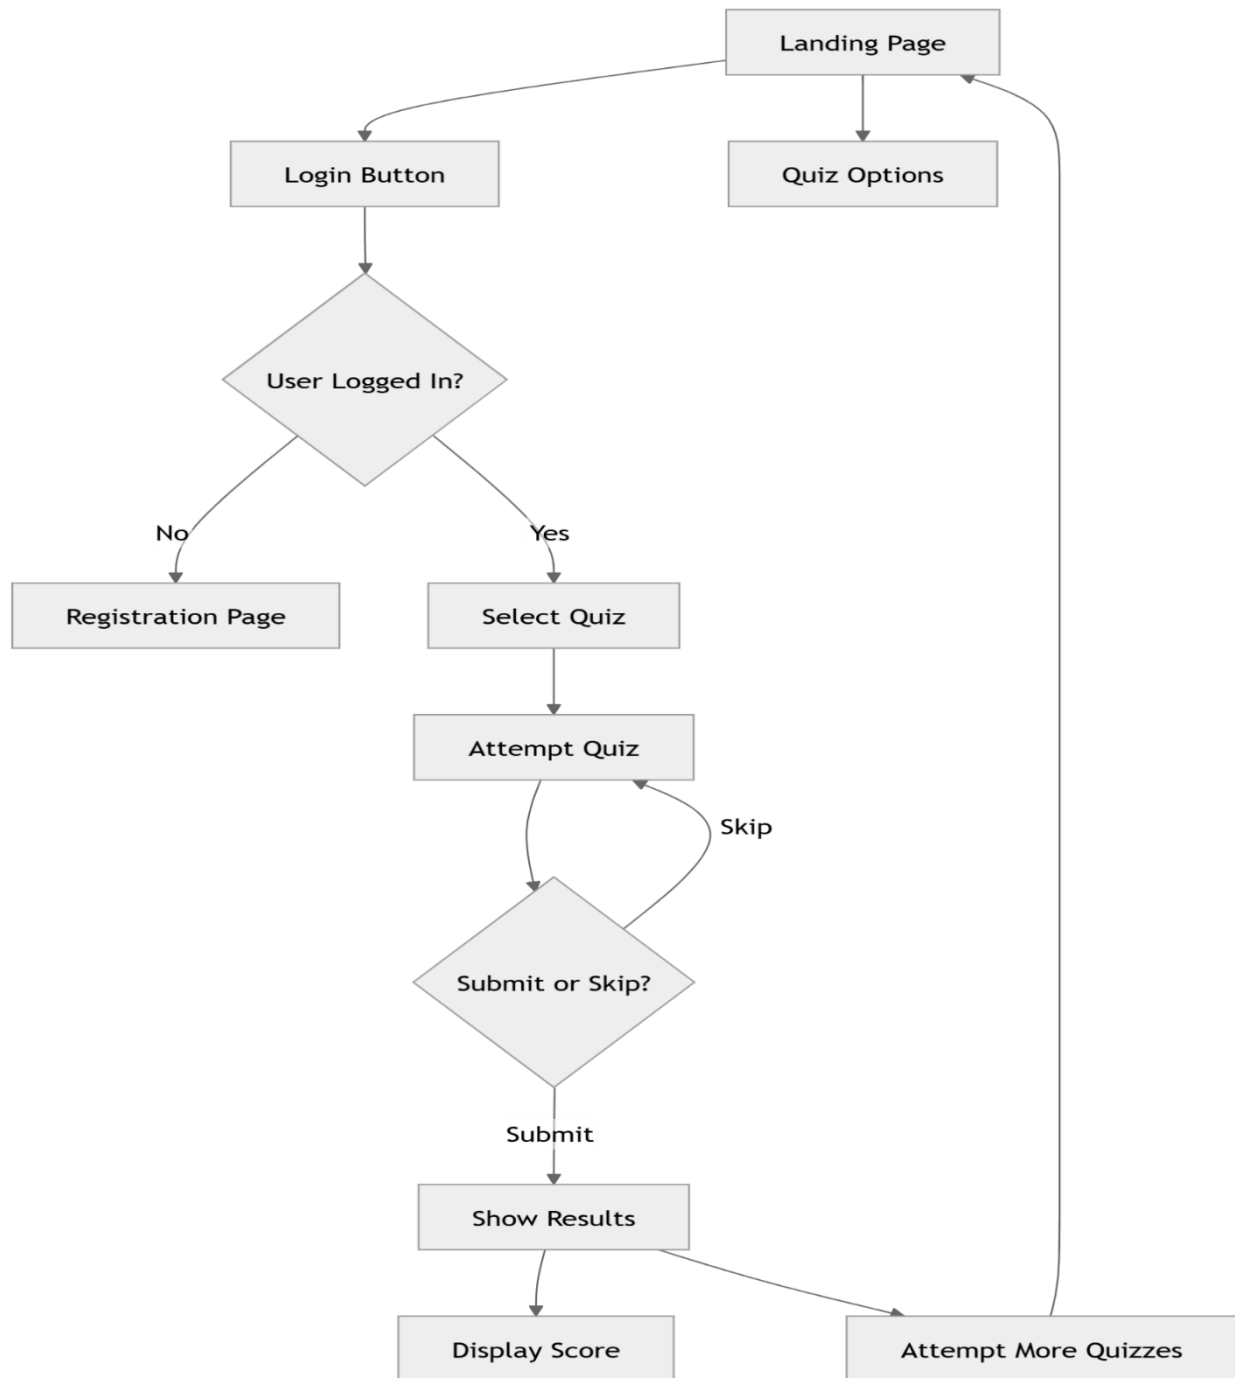 Landing Page
Login Button
Quiz Options
User Logged In?
No
Yes
Registration Page
Select Quiz
Attempt Quiz
Skip
Submit or Skip?
Submit
Show Results
Display Score
Attempt More Quizzes